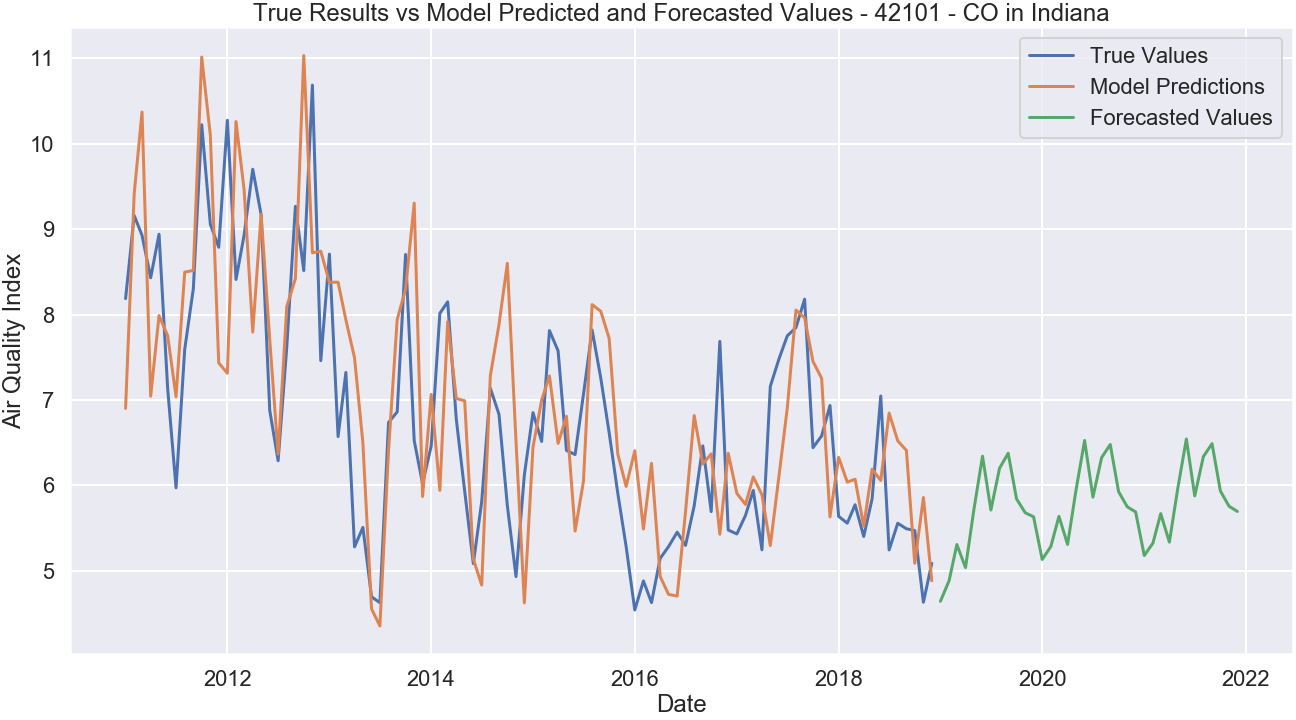 True Results vs Model Predicted and Forecasted Values - 42101 - CO in Indiana
True Values
Model Predictions
Forecasted Values
Air Quality Index
11
10
9
8
7
6
5
2012 2014 2016 2018 2020 2022
Date